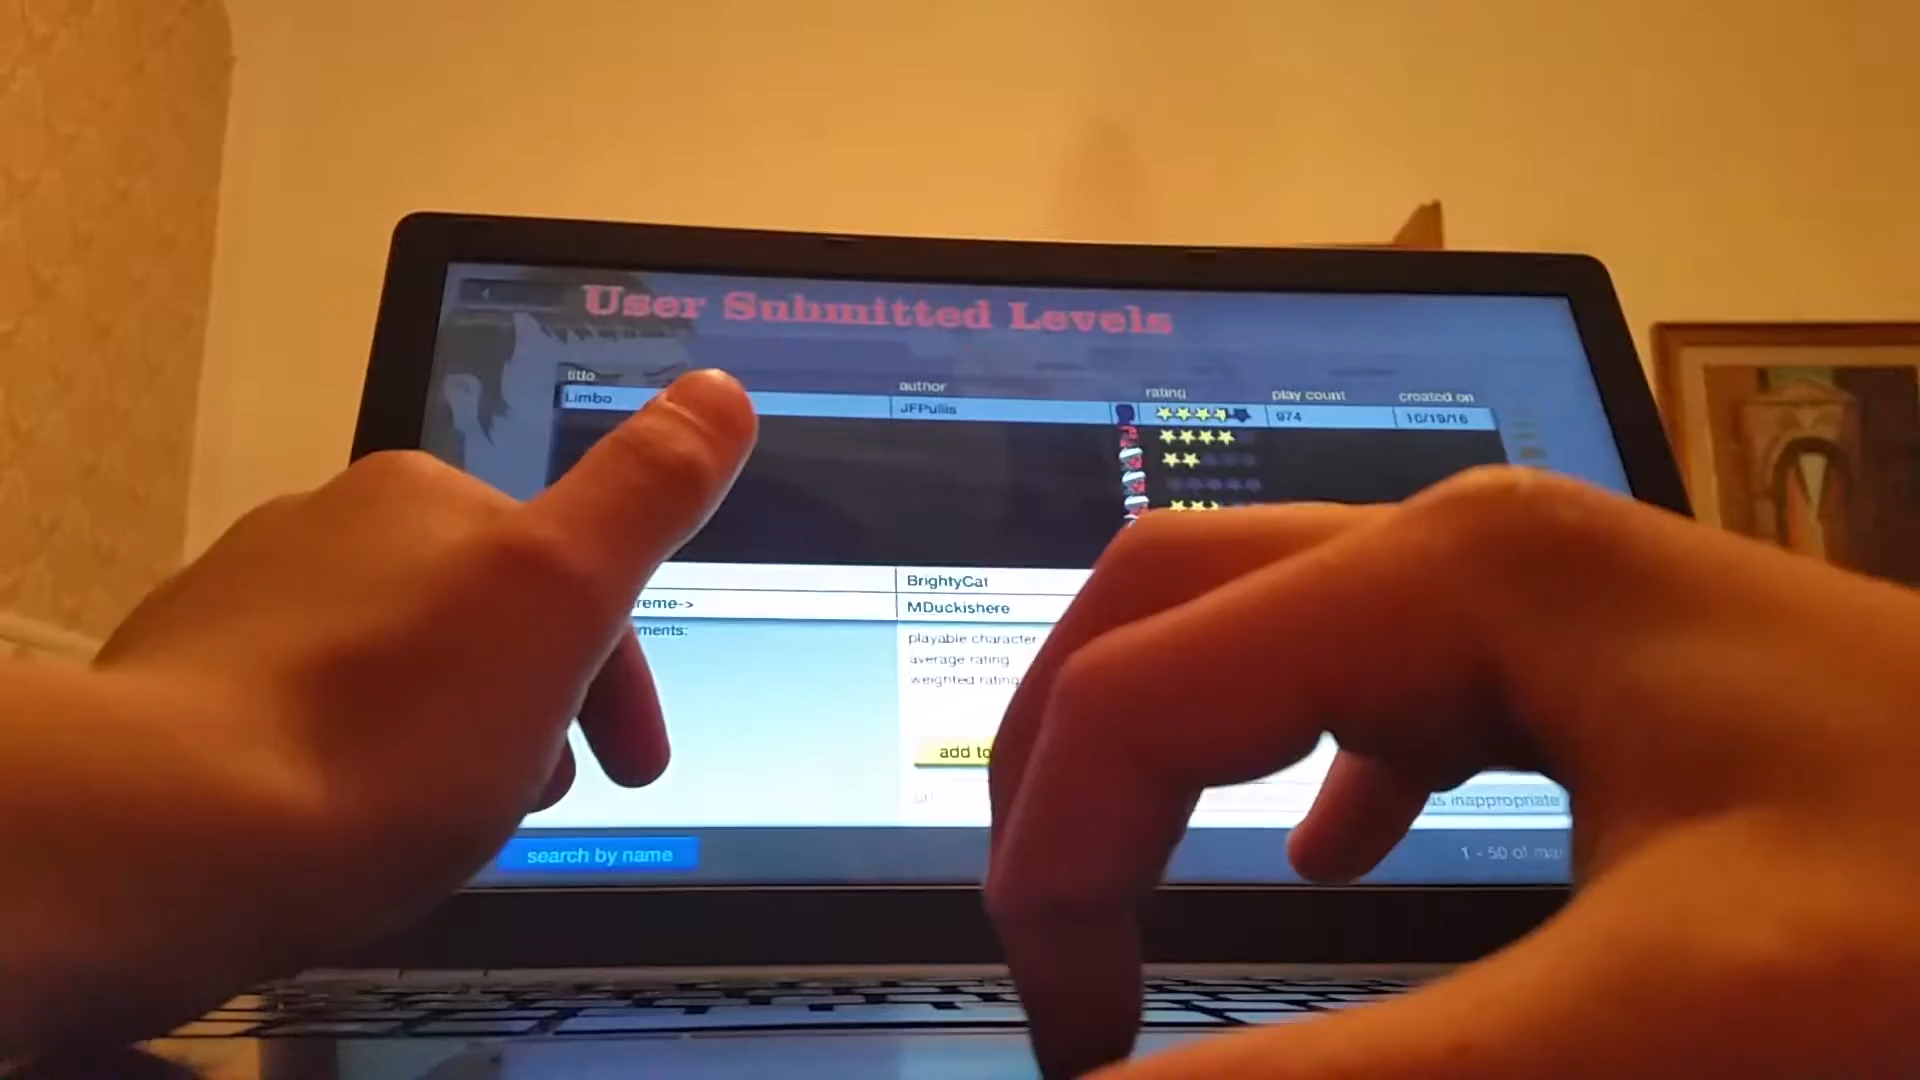 User Submitted Levels
title author rating play count created on
Limbo JFPullis 974 10/19/16
BrightyCat
reme-> MDuckishere
ments: playable character
average rating
weighted rating
add to
as inappropriate
search by name 1 - 50 of ma